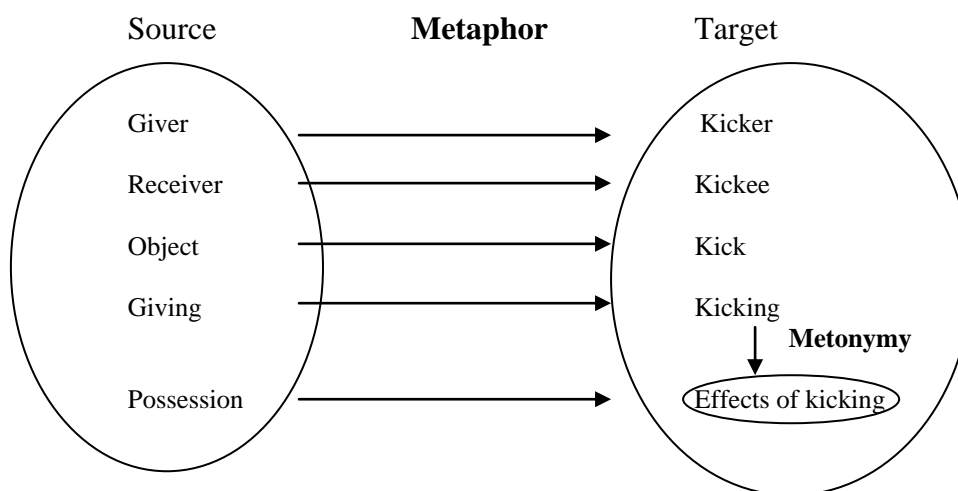 Source Metaphor Target
Giver Kicker
Receiver Kickee
Object Kick
Giving Kicking
Metonymy
Possession Effects of kicking